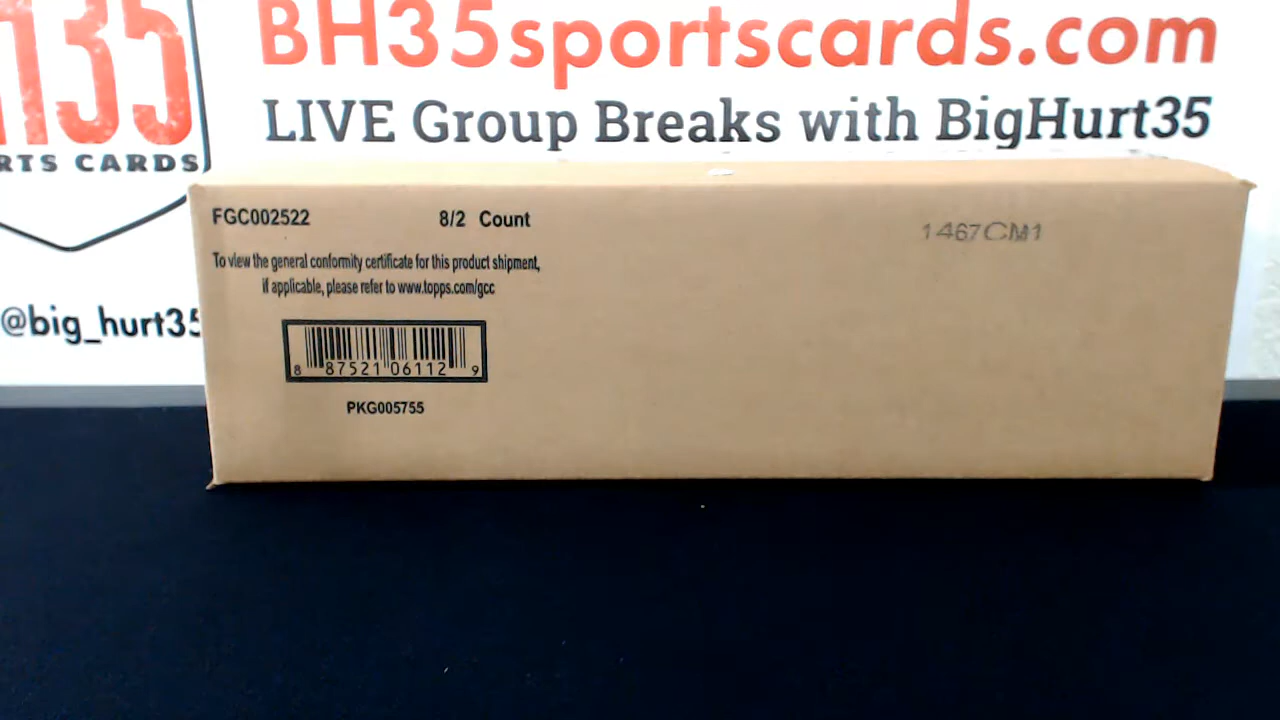 135
RTS CARDS
@big_hurt35
BH35sportscards.com
LIVE Group Breaks with BigHurt35
FGC002522 8/2 Count
1467CM1
To view the general conformity certificate for this product shipment,
if applicable, please refer to www.topps.com/gcc
8 87521 06112 9
PKG005755